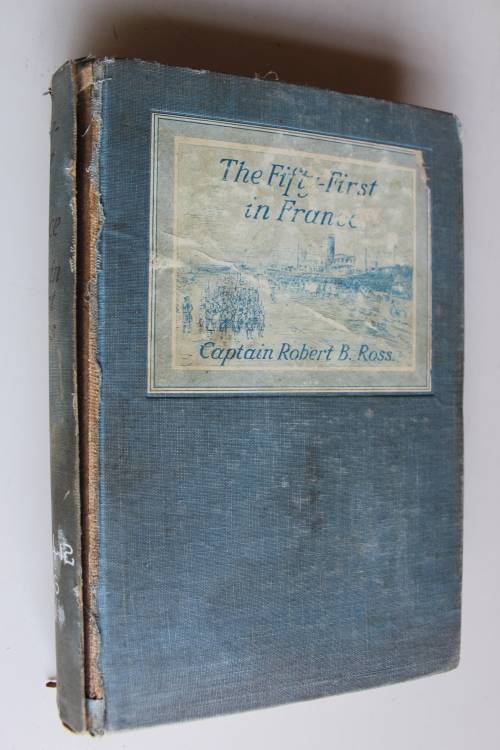 The Fifty-First
in France
Captain Robert B. Ross.